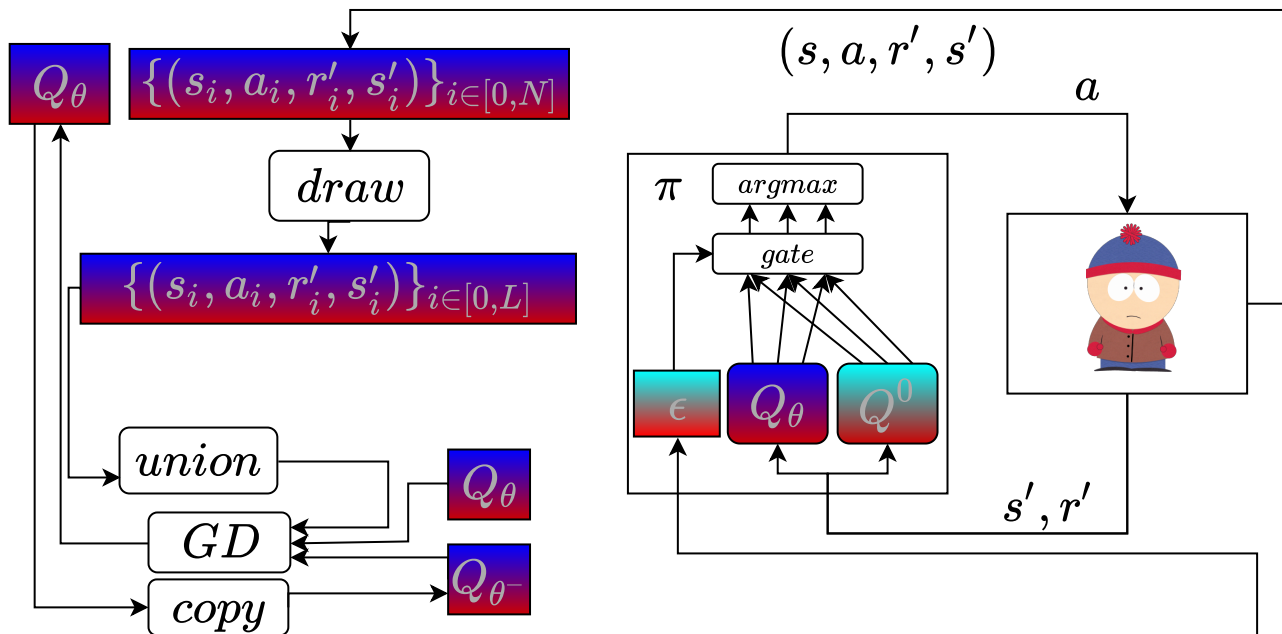 Q_θ
{(s_i, a_i, r'_i, s'_i)}_{i∈[0,N]}
(s, a, r′, s′)
a
draw
π
argmax
gate
{(s_i, a_i, r'_i, s'_i)}_{i∈[0,L]}
ϵ
Q_θ
Q^0
union
Q_θ
s′, r′
GD
Q_{θ^-}
copy